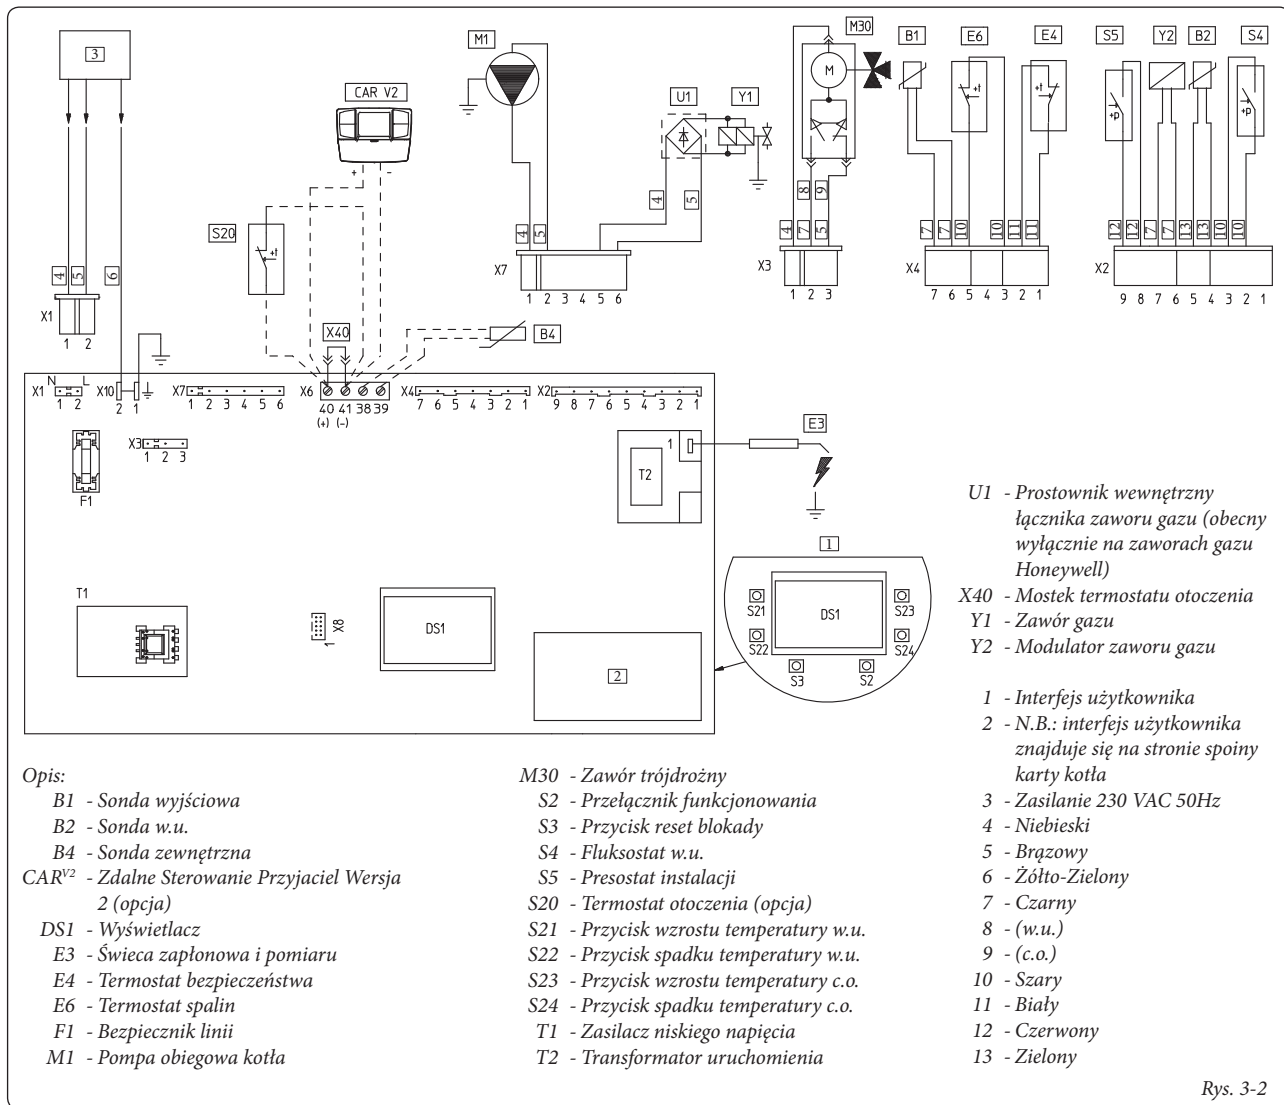 3
CAR V2
M1
U1
Y1
M30
B1
E6
E4
S5
Y2
B2
S4
M
+t
+t
+p
+p
+ -
S20
+t
4 5 6
4 5
4 5
8 9
4 7 5
7 7 10 10 11 11
12 12 7 7 13 13 10 10
X1
1 2
X7
1 2 3 4 5 6
X3
1 2 3
X4
7 6 5 4 3 2 1
X2
9 8 7 6 5 4 3 2 1
X40
B4
X1 N L
1 2
X10
2 1
X7
1 2 3 4 5 6
X6
40 41 38 39
(+) (-)
X4
7 6 5 4 3 2 1
X2
9 8 7 6 5 4 3 2 1
F1
X3
1 2 3
1
T2
E3
T1
X8
1
DS1
2
1
S21
S22
DS1
S23
S24
S3
S2
Opis:
B1 - Sonda wyjściowa
B2 - Sonda w.u.
B4 - Sonda zewnętrzna
CARV2 - Zdalne Sterowanie Przyjaciel Wersja
2 (opcja)
DS1 - Wyświetlacz
E3 - Świeca zapłonowa i pomiaru
E4 - Termostat bezpieczeństwa
E6 - Termostat spalin
F1 - Bezpiecznik linii
M1 - Pompa obiegowa kotła
M30 - Zawór trójdrożny
S2 - Przełącznik funkcjonowania
S3 - Przycisk reset blokady
S4 - Fluksostat w.u.
S5 - Presostat instalacji
S20 - Termostat otoczenia (opcja)
S21 - Przycisk wzrostu temperatury w.u.
S22 - Przycisk spadku temperatury w.u.
S23 - Przycisk wzrostu temperatury c.o.
S24 - Przycisk spadku temperatury c.o.
T1 - Zasilacz niskiego napięcia
T2 - Transformator uruchomienia
U1 - Prostownik wewnętrzny
łącznika zaworu gazu (obecny
wyłącznie na zaworach gazu
Honeywell)
X40 - Mostek termostatu otoczenia
Y1 - Zawór gazu
Y2 - Modulator zaworu gazu
1 - Interfejs użytkownika
2 - N.B.: interfejs użytkownika
znajduje się na stronie spoiny
karty kotła
3 - Zasilanie 230 VAC 50Hz
4 - Niebieski
5 - Brązowy
6 - Żółto-Zielony
7 - Czarny
8 - (w.u.)
9 - (c.o.)
10 - Szary
11 - Biały
12 - Czerwony
13 - Zielony
Rys. 3-2